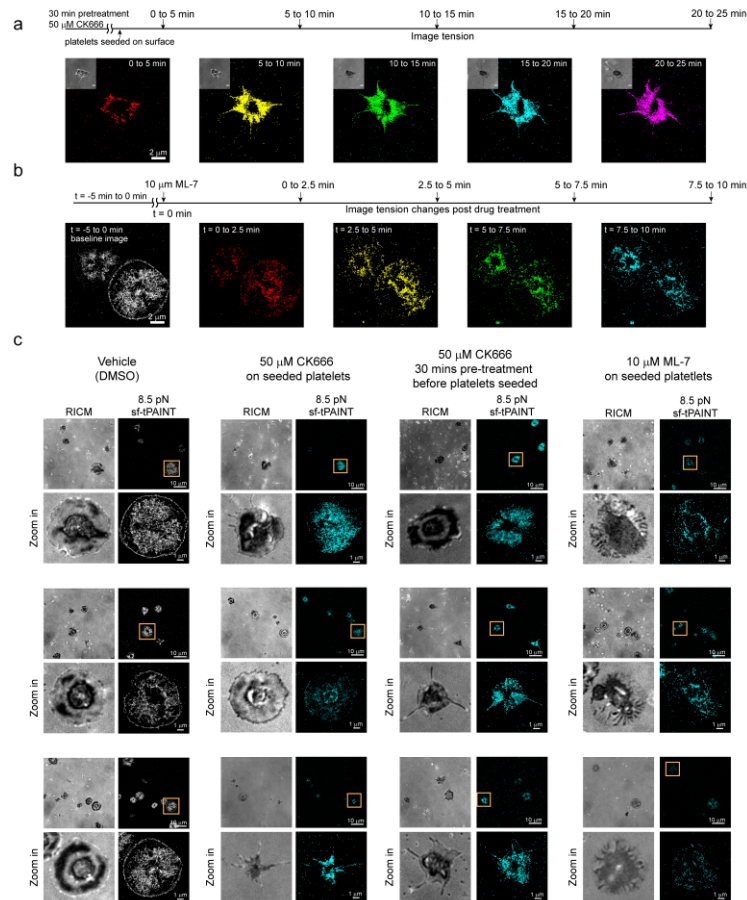 a
30 min pretreatment
50 µM CK666
0 to 5 min
5 to 10 min
10 to 15 min
15 to 20 min
20 to 25 min
platelets seeded on surface
Image tension
0 to 5 min
5 to 10 min
10 to 15 min
15 to 20 min
20 to 25 min
2 µm
b
10 µm ML-7
t = -5 min to 0 min
0 to 2.5 min
2.5 to 5 min
5 to 7.5 min
7.5 to 10 min
t = 0 min
Image tension changes post drug treatment
t = -5 to 0 min
baseline image
t = 0 to 2.5 min
t = 2.5 to 5 min
t = 5 to 7.5 min
t = 7.5 to 10 min
2 µm
c
Vehicle
(DMSO)
50 µM CK666
on seeded platelets
50 µM CK666
30 mins pre-treatment
before platelets seeded
10 µM ML-7
on seeded platletlets
RICM
8.5 pN
sf-tPAINT
RICM
8.5 pN
sf-tPAINT
RICM
8.5 pN
sf-tPAINT
RICM
8.5 pN
sf-tPAINT
10 µm
10 µm
10 µm
10 µm
Zoom in
1 µm
Zoom in
1 µm
Zoom in
1 µm
Zoom in
1 µm
10 µm
10 µm
10 µm
10 µm
Zoom in
1 µm
Zoom in
1 µm
Zoom in
1 µm
Zoom in
1 µm
10 µm
10 µm
10 µm
10 µm
Zoom in
1 µm
Zoom in
1 µm
Zoom in
1 µm
Zoom in
1 µm